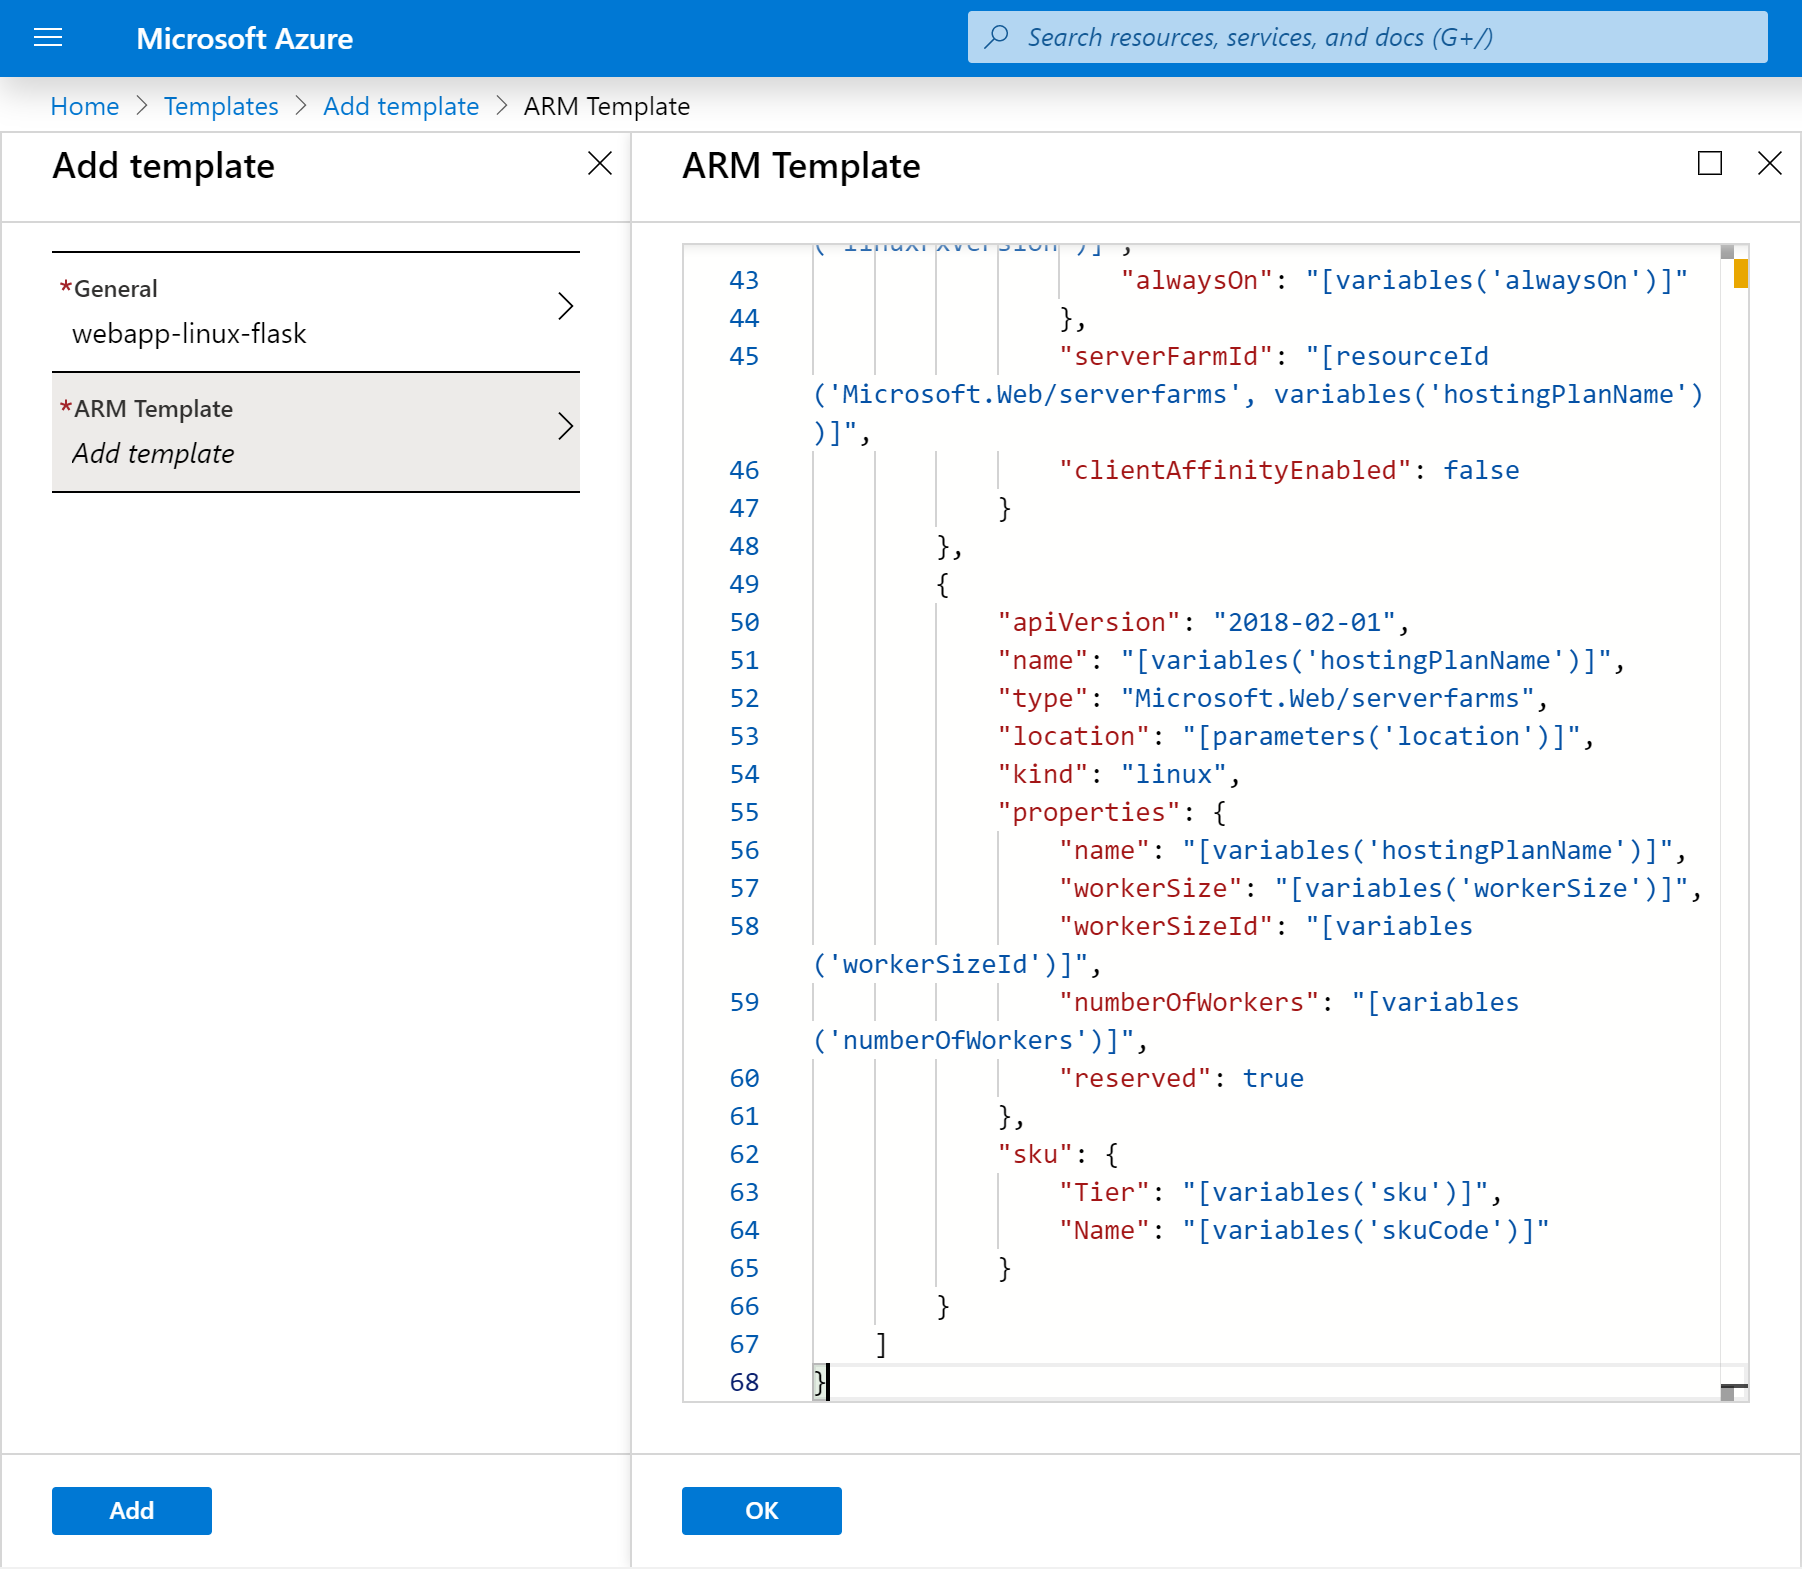 Microsoft Azure
Search resources, services, and docs (G+/)
Home > Templates > Add template > ARM Template
Add template
*General
webapp-linux-flask
*ARM Template
Add template
Add
ARM Template
('linuxFxVersion')]",
43 "alwaysOn": "[variables('alwaysOn')]"
44 },
45 "serverFarmId": "[resourceId
('Microsoft.Web/serverfarms', variables('hostingPlanName')
)]",
46 "clientAffinityEnabled": false
47 }
48 },
49 {
50 "apiVersion": "2018-02-01",
51 "name": "[variables('hostingPlanName')]",
52 "type": "Microsoft.Web/serverfarms",
53 "location": "[parameters('location')]",
54 "kind": "linux",
55 "properties": {
56 "name": "[variables('hostingPlanName')]",
57 "workerSize": "[variables('workerSize')]",
58 "workerSizeId": "[variables
('workerSizeId')]",
59 "numberOfWorkers": "[variables
('numberOfWorkers')]",
60 "reserved": true
61 },
62 "sku": {
63 "Tier": "[variables('sku')]",
64 "Name": "[variables('skuCode')]"
65 }
66 }
67 ]
68 }
OK